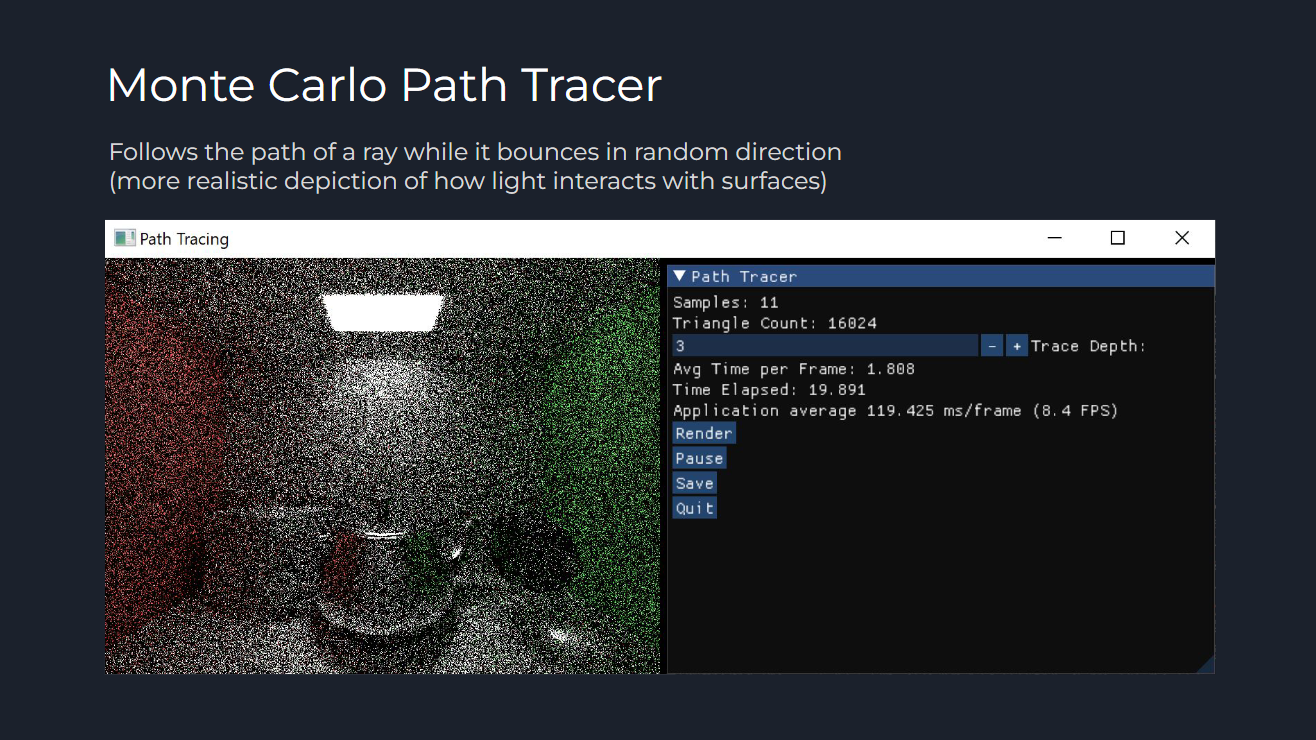 Monte Carlo Path Tracer
Follows the path of a ray while it bounces in random direction
(more realistic depiction of how light interacts with surfaces)
Path Tracing
Path Tracer
Samples: 11
Triangle Count: 16024
3 - + Trace Depth:
Avg Time per Frame: 1.808
Time Elapsed: 19.891
Application average 119.425 ms/frame (8.4 FPS)
Render
Pause
Save
Quit